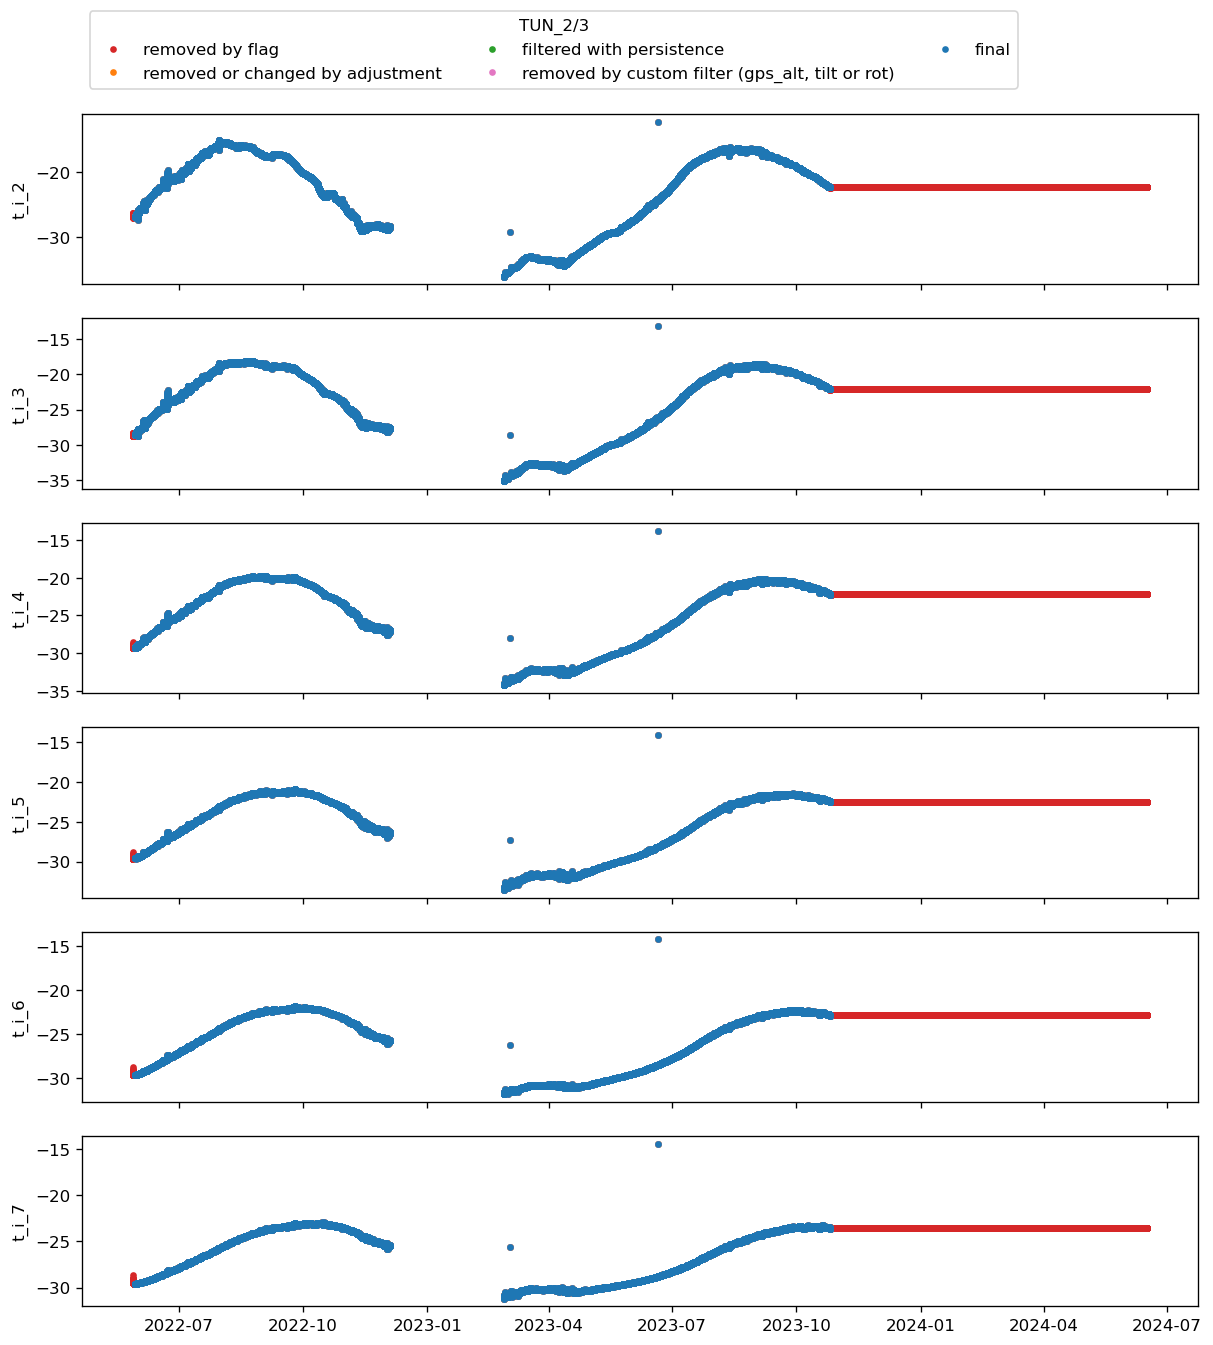 TUN_2/3
removed by flag
filtered with persistence
final
removed or changed by adjustment
removed by custom filter (gps_alt, tilt or rot)
−20
−30
t_i_2
−15
−20
−25
−30
−35
t_i_3
−15
−20
−25
−30
−35
t_i_4
−15
−20
−25
−30
t_i_5
−15
−20
−25
−30
t_i_6
−15
−20
−25
−30
t_i_7
2022-07 2022-10 2023-01 2023-04 2023-07 2023-10 2024-01 2024-04 2024-07